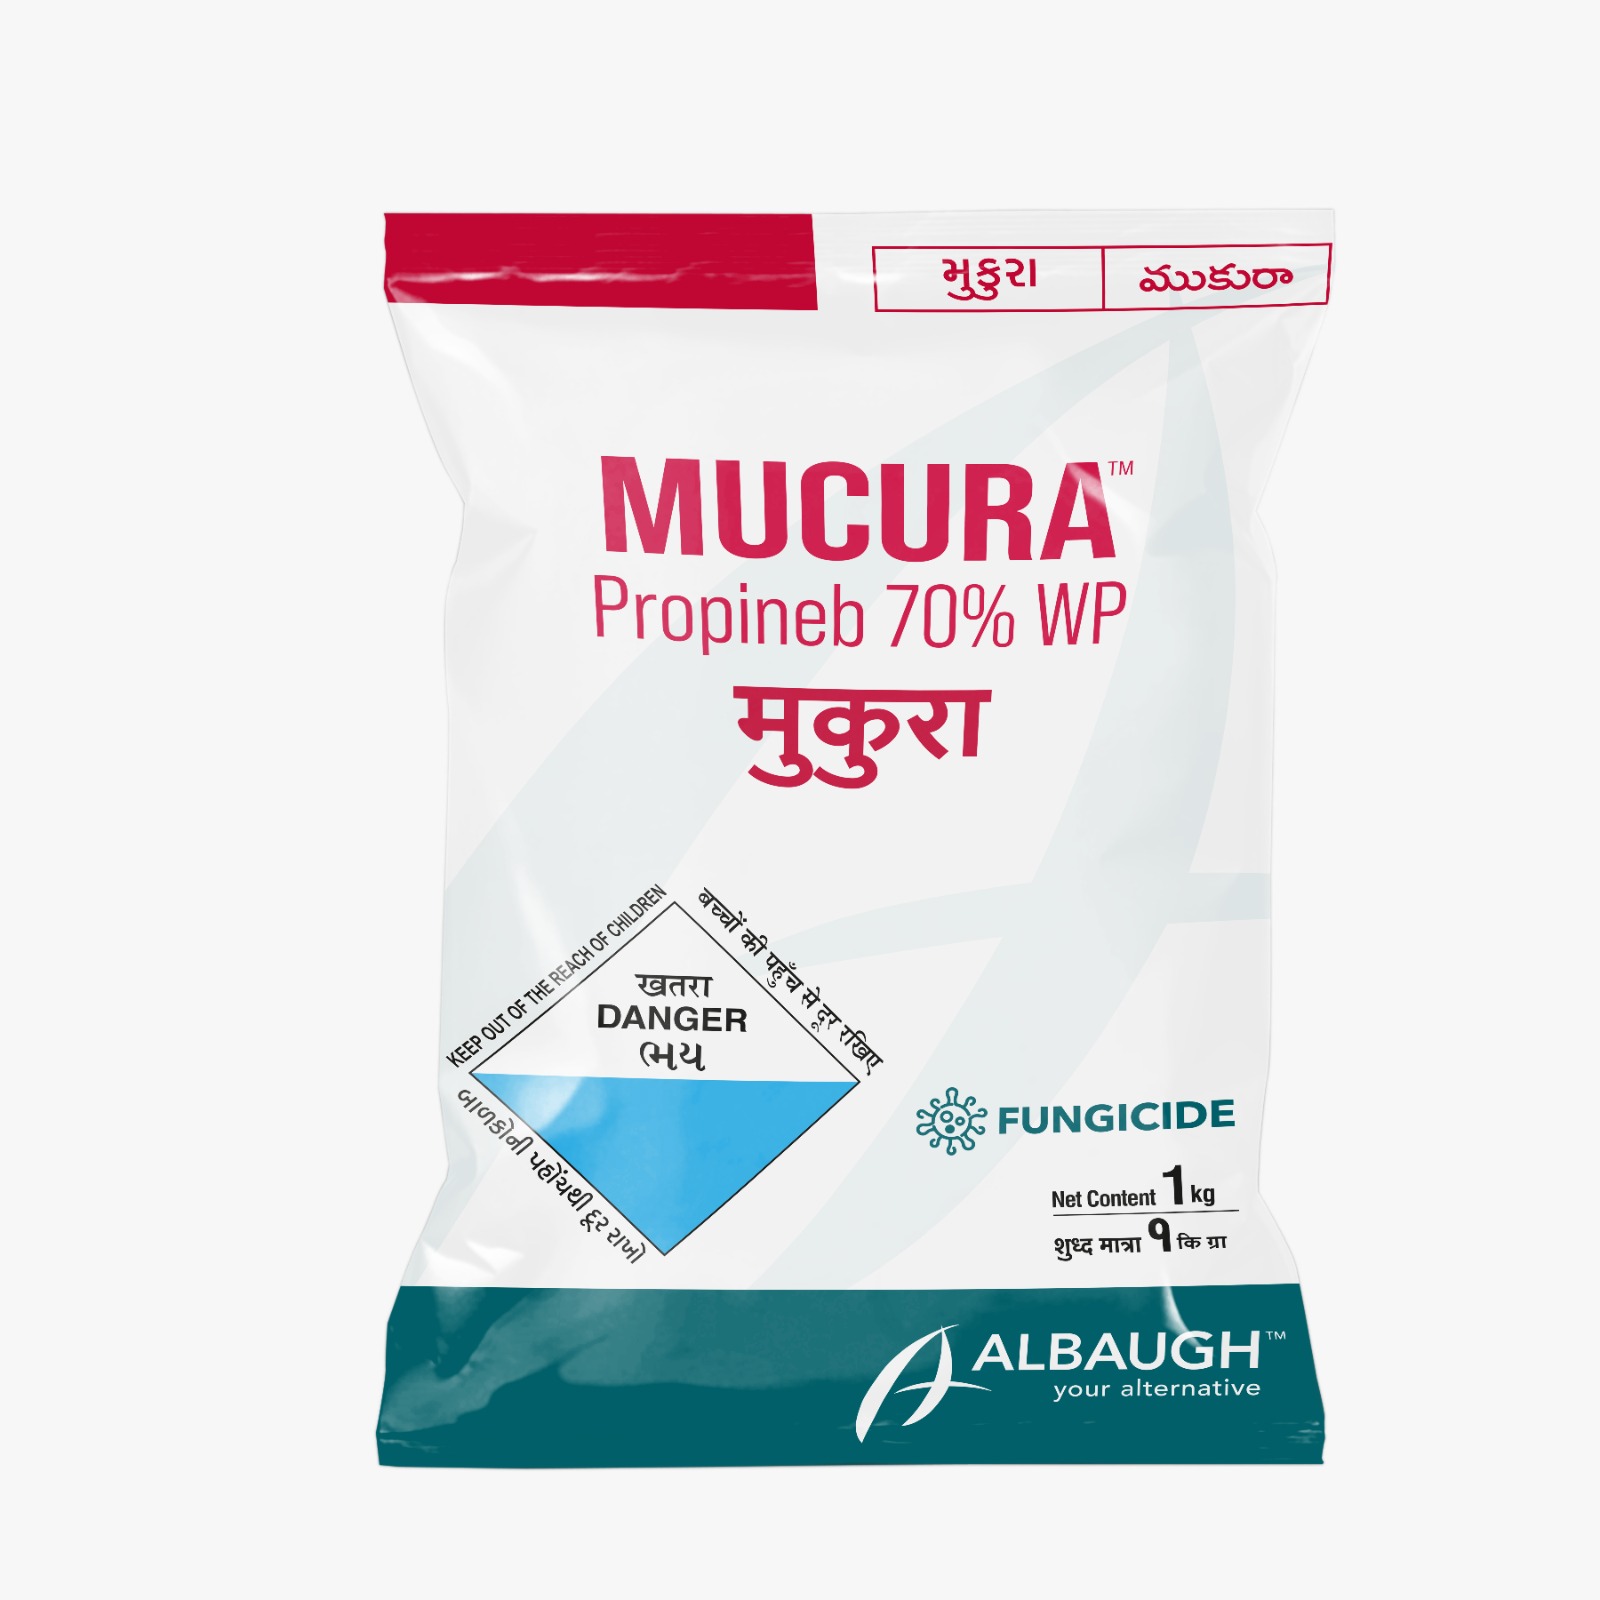 મુકુરા
ముకురా
MUCURA™
Propineb 70% WP
मुकुरा
KEEP OUT OF THE REACH OF CHILDREN
बच्चों की पहुँच से दूर रखिए
खतरा
DANGER
ભય
બાળકોની પહોંચથી દૂર રાખો
FUNGICIDE
Net Content 1 kg
शुध्द मात्रा १ कि ग्रा
ALBAUGH™
your alternative